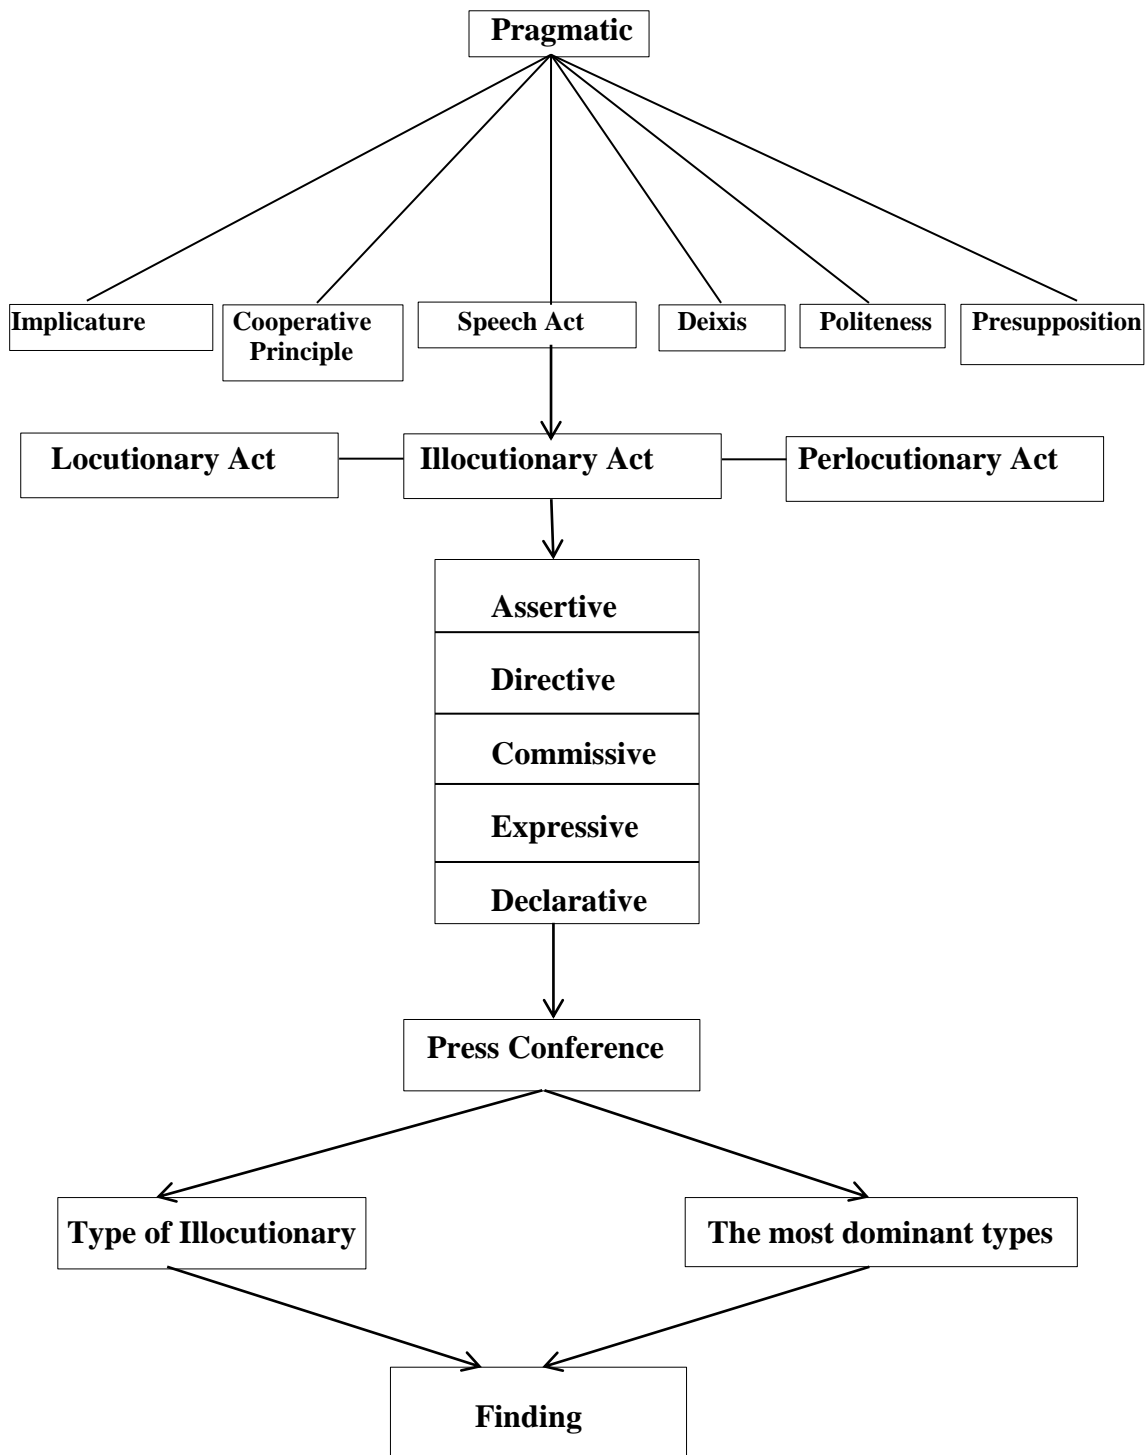 Pragmatic
Implicature
Cooperative
Principle
Speech Act
Deixis
Politeness
Presupposition
Locutionary Act
Illocutionary Act
Perlocutionary Act
Assertive
Directive
Commissive
Expressive
Declarative
Press Conference
Type of Illocutionary
The most dominant types
Finding